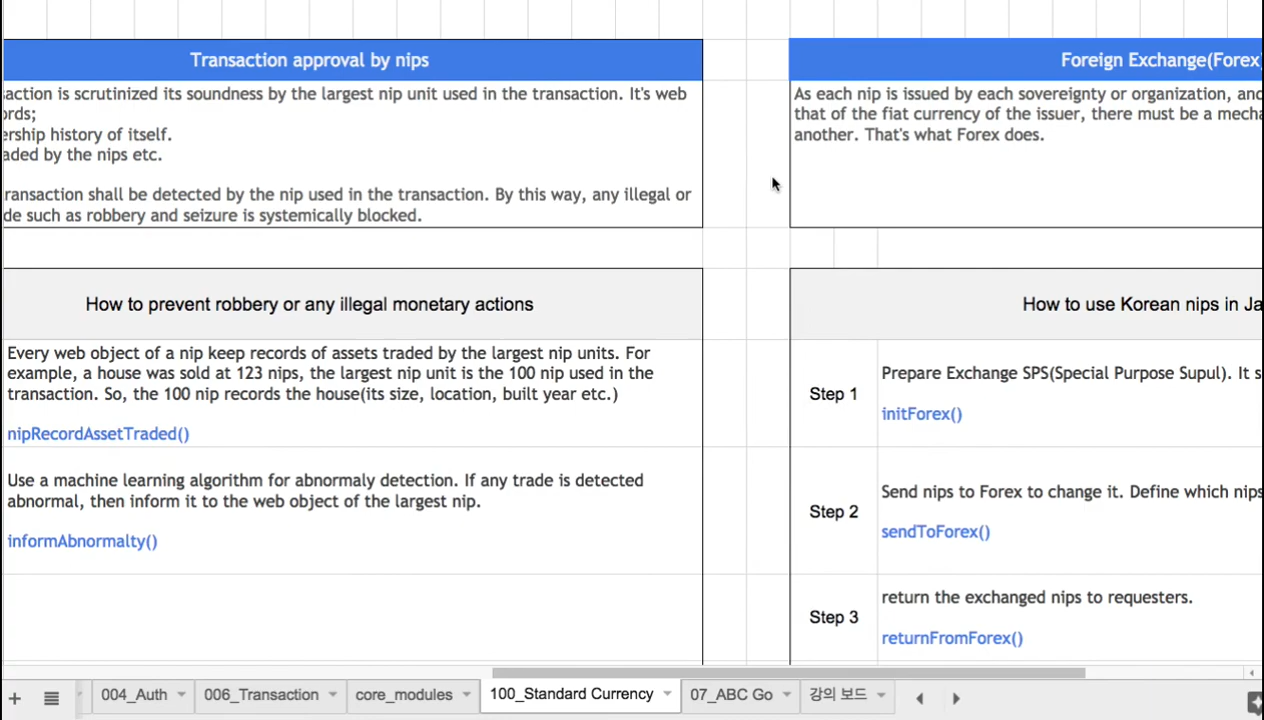 Transaction approval by nips
saction is scrutinized its soundness by the largest nip unit used in the transaction. It's web
ords;
ership history of itself.
aded by the nips etc.
ransaction shall be detected by the nip used in the transaction. By this way, any illegal or
de such as robbery and seizure is systemically blocked.
Foreign Exchange(Forex
As each nip is issued by each sovereignty or organization, and
that of the fiat currency of the issuer, there must be a mecha
another. That's what Forex does.
How to prevent robbery or any illegal monetary actions
Every web object of a nip keep records of assets traded by the largest nip units. For
example, a house was sold at 123 nips, the largest nip unit is the 100 nip used in the
transaction. So, the 100 nip records the house(its size, location, built year etc.)
nipRecordAssetTraded()
Use a machine learning algorithm for abnormaly detection. If any trade is detected
abnormal, then inform it to the web object of the largest nip.
informAbnormalty()
How to use Korean nips in Ja
Step 1
Prepare Exchange SPS(Special Purpose Supul). It s
initForex()
Step 2
Send nips to Forex to change it. Define which nips
sendToForex()
Step 3
return the exchanged nips to requesters.
returnFromForex()
004_Auth
006_Transaction
core_modules
100_Standard Currency
07_ABC Go
강의 보드